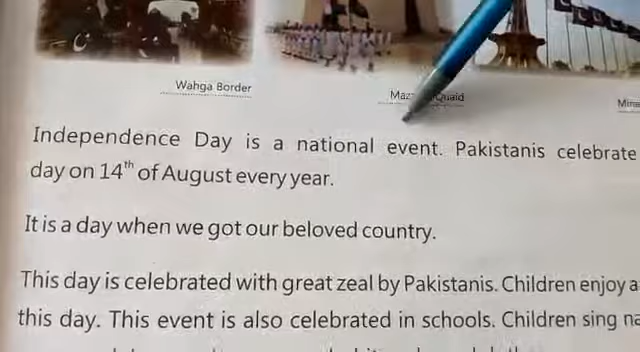 Wahga Border
Quaid
Independence Day is a national event. Pakistanis celebrate
day on 14th of August every year.
It is a day when we got our beloved country.
This day is celebrated with great zeal by Pakistanis. Children enjoy a
this day. This event is also celebrated in schools. Children sing na